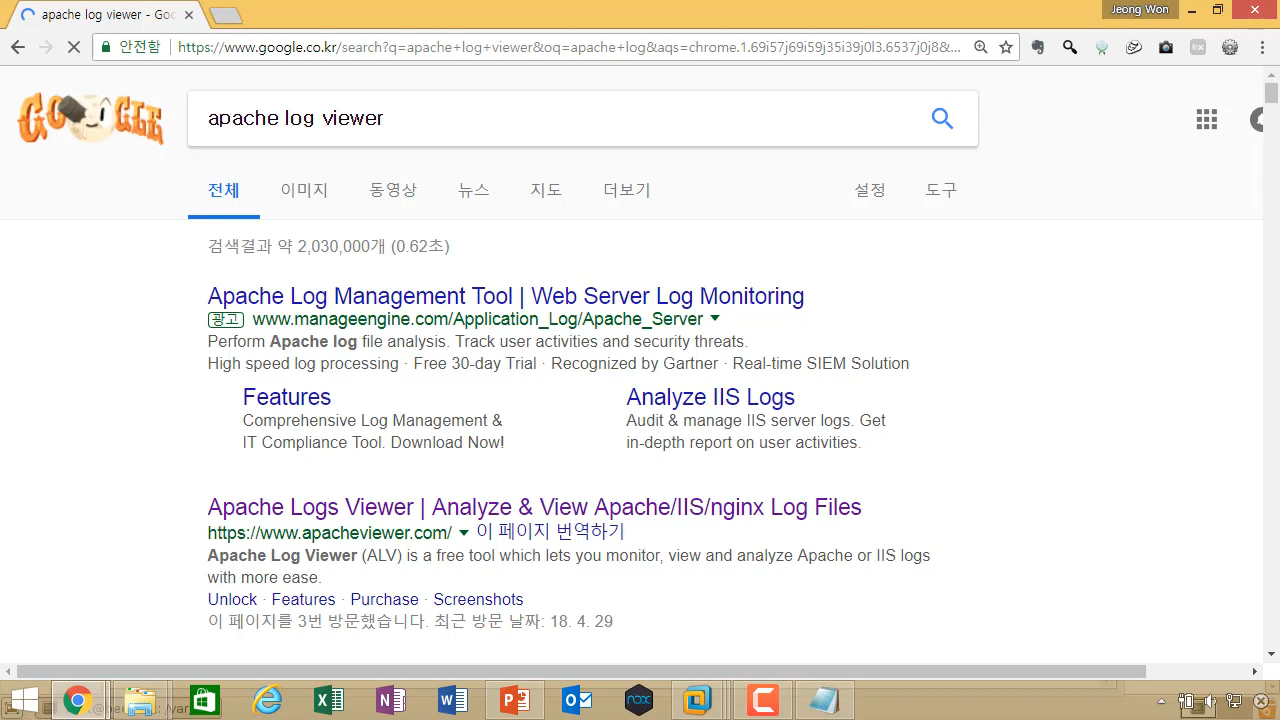 apache log viewer - Goo
Jeong Won
안전함
https://www.google.co.kr/search?q=apache+log+viewer&oq=apache+log&aqs=chrome.1.69i57j69i59j35i39j0l3.6537j0j8&...
GOOGLE
apache log viewer
전체 이미지 동영상 뉴스 지도 더보기 설정 도구
검색결과 약 2,030,000개 (0.62초)
Apache Log Management Tool | Web Server Log Monitoring
광고 www.manageengine.com/Application_Log/Apache_Server
Perform Apache log file analysis. Track user activities and security threats.
High speed log processing · Free 30-day Trial · Recognized by Gartner · Real-time SIEM Solution
Features
Comprehensive Log Management &
IT Compliance Tool. Download Now!
Analyze IIS Logs
Audit & manage IIS server logs. Get
in-depth report on user activities.
Apache Logs Viewer | Analyze & View Apache/IIS/nginx Log Files
https://www.apacheviewer.com/ 이 페이지 번역하기
Apache Log Viewer (ALV) is a free tool which lets you monitor, view and analyze Apache or IIS logs
with more ease.
Unlock · Features · Purchase · Screenshots
이 페이지를 3번 방문했습니다. 최근 방문 날짜: 18. 4. 29
nox